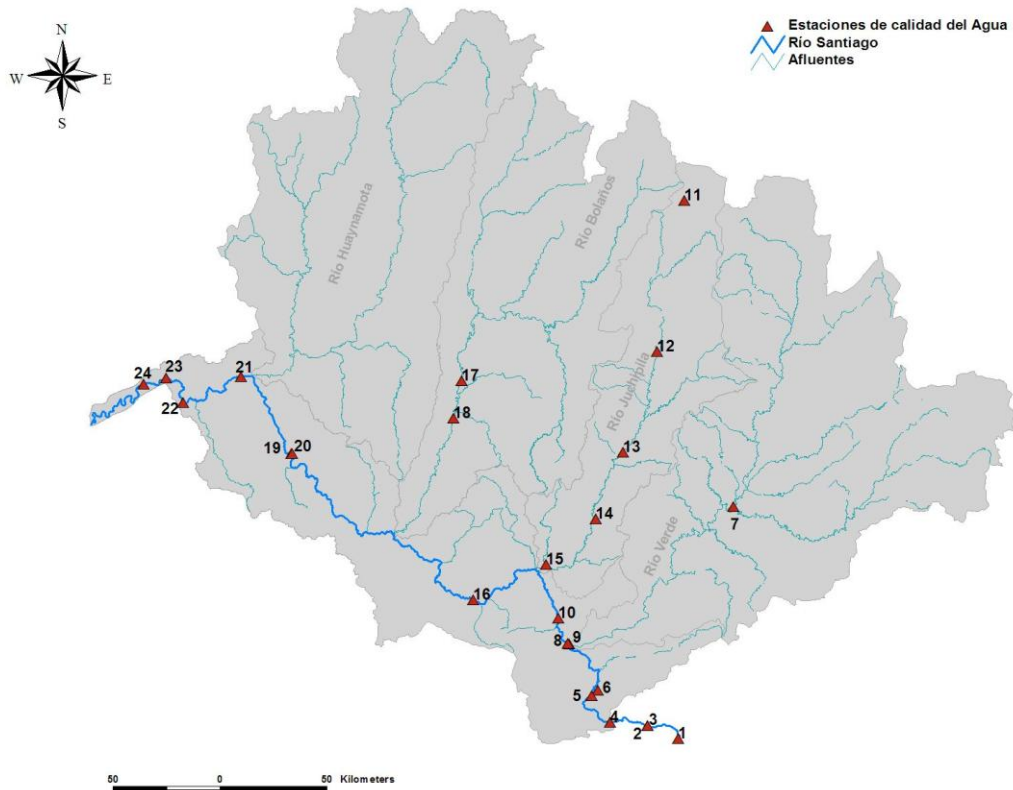 N
W E
S
Estaciones de calidad del Agua
Río Santiago
Afluentes
Río Huaynamota
Río Bolaños
Río Juchipila
Río Verde
11
12
17
18
13
14
7
24
23
22
21
19
20
15
16
10
8
9
5
6
4
3
2
1
50 0 50 Kilometers